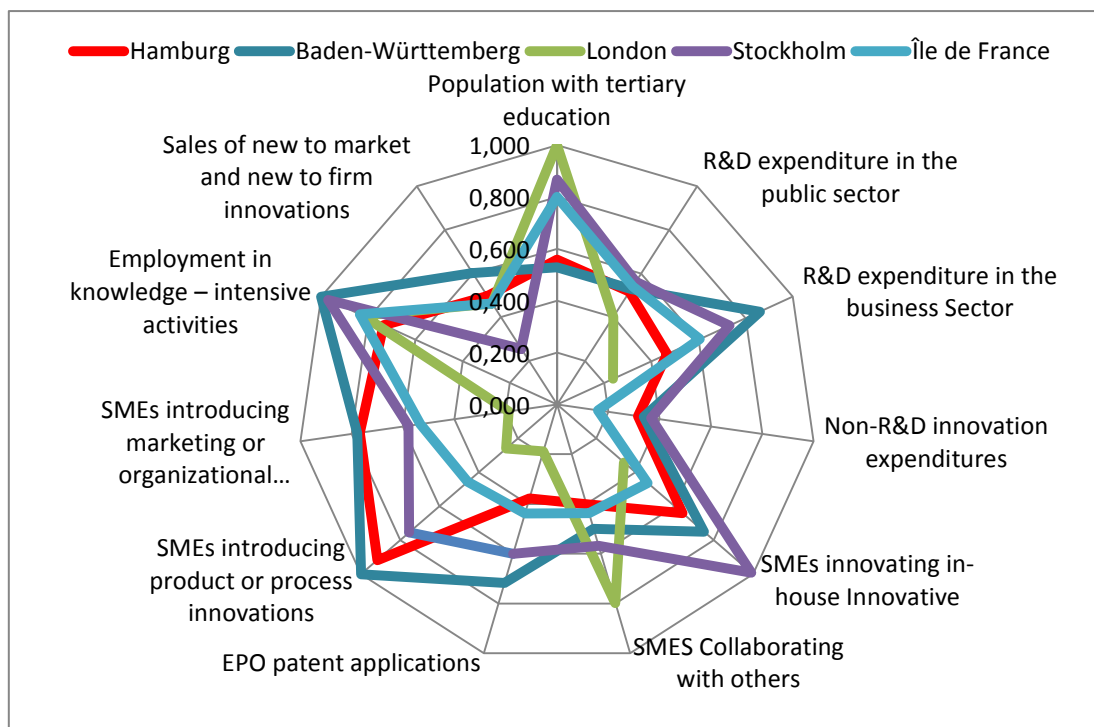 Hamburg Baden-Württemberg London Stockholm Île de France
Population with tertiary
education
R&D expenditure in the
public sector
R&D expenditure in the
business Sector
Non-R&D innovation
expenditures
SMEs innovating in-
house Innovative
SMES Collaborating
with others
EPO patent applications
SMEs introducing
product or process
innovations
SMEs introducing
marketing or
organizational...
Employment in
knowledge – intensive
activities
Sales of new to market
and new to firm
innovations
1,000
0,800
0,600
0,400
0,200
0,000